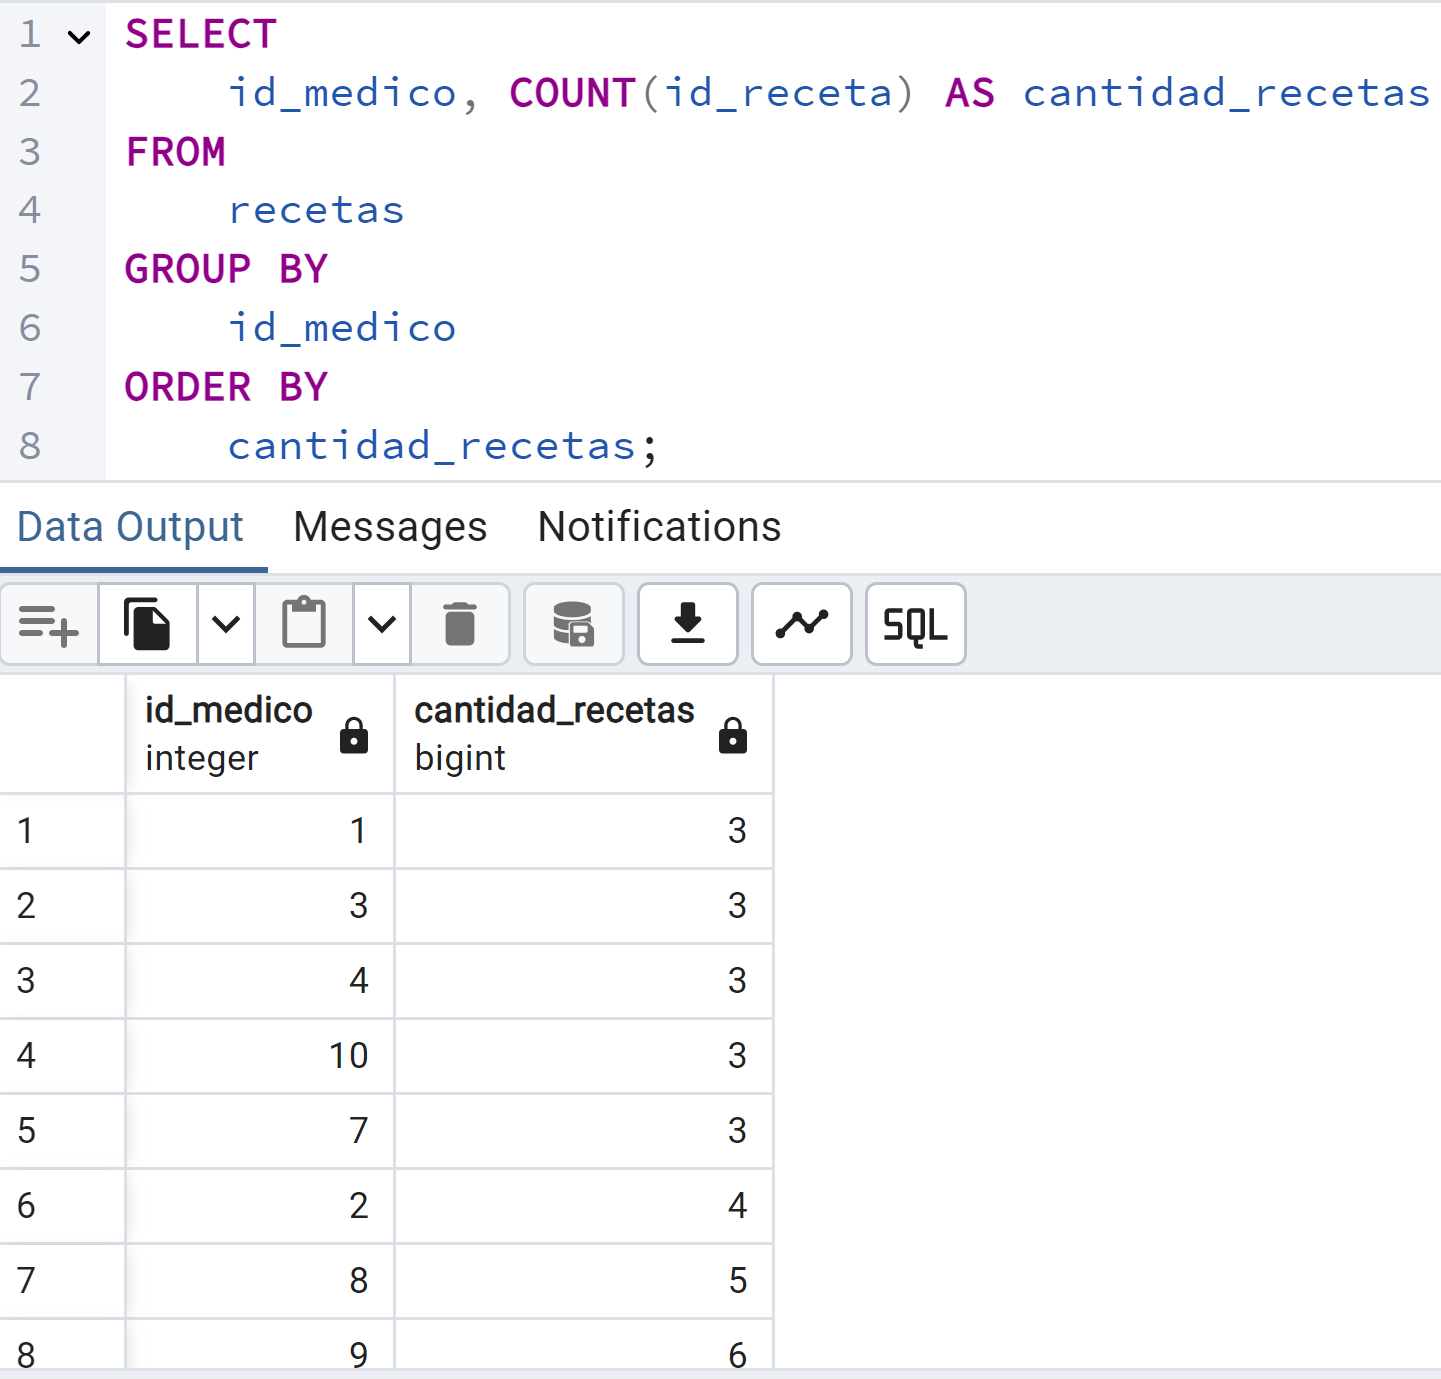 1 SELECT
2 id_medico, COUNT(id_receta) AS cantidad_recetas
3 FROM
4 recetas
5 GROUP BY
6 id_medico
7 ORDER BY
8 cantidad_recetas;
Data Output Messages Notifications
SQL
id_medico cantidad_recetas
integer bigint
1 1 3
2 3 3
3 4 3
4 10 3
5 7 3
6 2 4
7 8 5
8 9 6